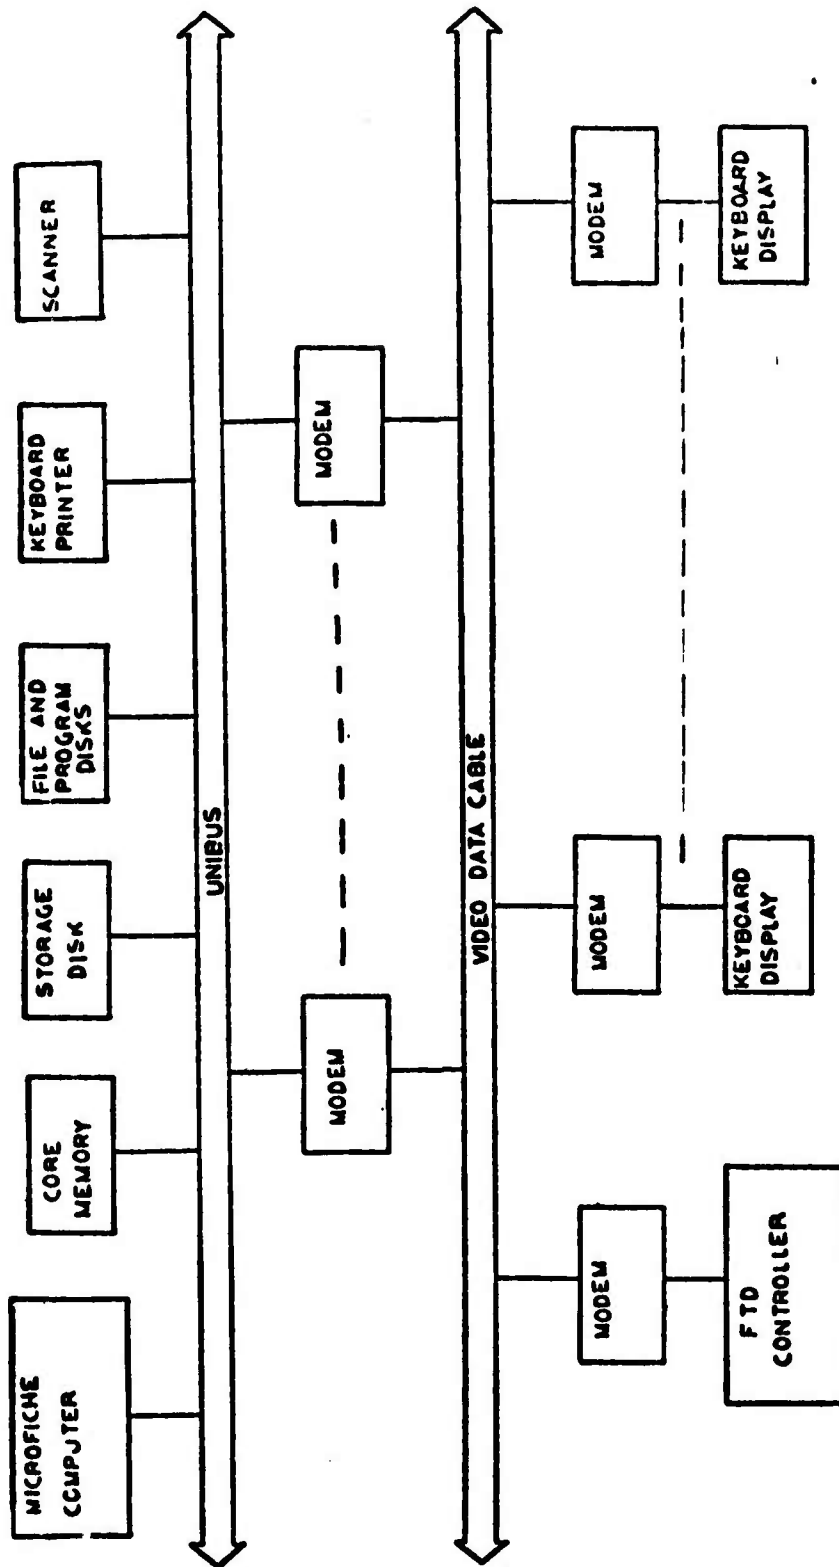 MICROFICHE
COMPUTER
CORE
MEMORY
STORAGE
DISK
FILE AND
PROGRAM
DISKS
KEYBOARD
PRINTER
SCANNER
UNIBUS
MODEM
MODEM
VIDEO DATA CABLE
MODEM
MODEM
MODEM
FTD
CONTROLLER
KEYBOARD
DISPLAY
KEYBOARD
DISPLAY